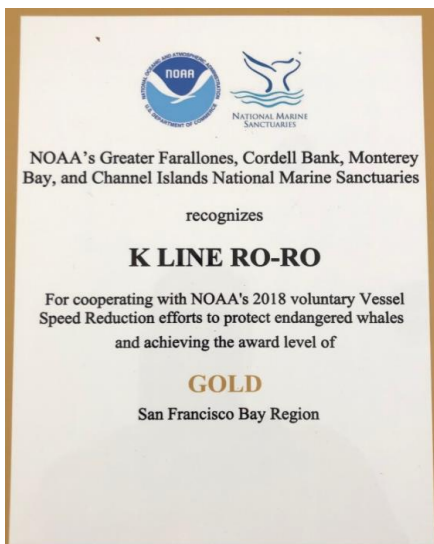 NATIONAL OCEANIC AND ATMOSPHERIC ADMINISTRATION
NOAA
U.S. DEPARTMENT OF COMMERCE
NATIONAL MARINE
SANCTUARIES
NOAA's Greater Farallones, Cordell Bank, Monterey
Bay, and Channel Islands National Marine Sanctuaries
recognizes
K LINE RO-RO
For cooperating with NOAA's 2018 voluntary Vessel
Speed Reduction efforts to protect endangered whales
and achieving the award level of
GOLD
San Francisco Bay Region